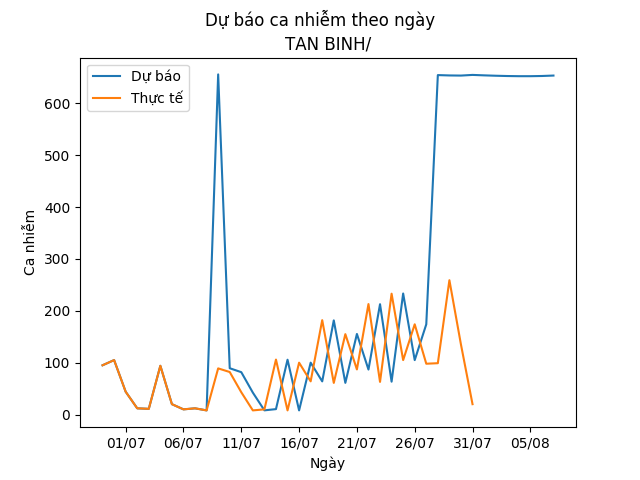 Dự báo ca nhiễm theo ngày
TAN BINH/
Dự báo
Thực tế
600
500
400
300
200
100
0
Ca nhiễm
01/07 06/07 11/07 16/07 21/07 26/07 31/07 05/08
Ngày